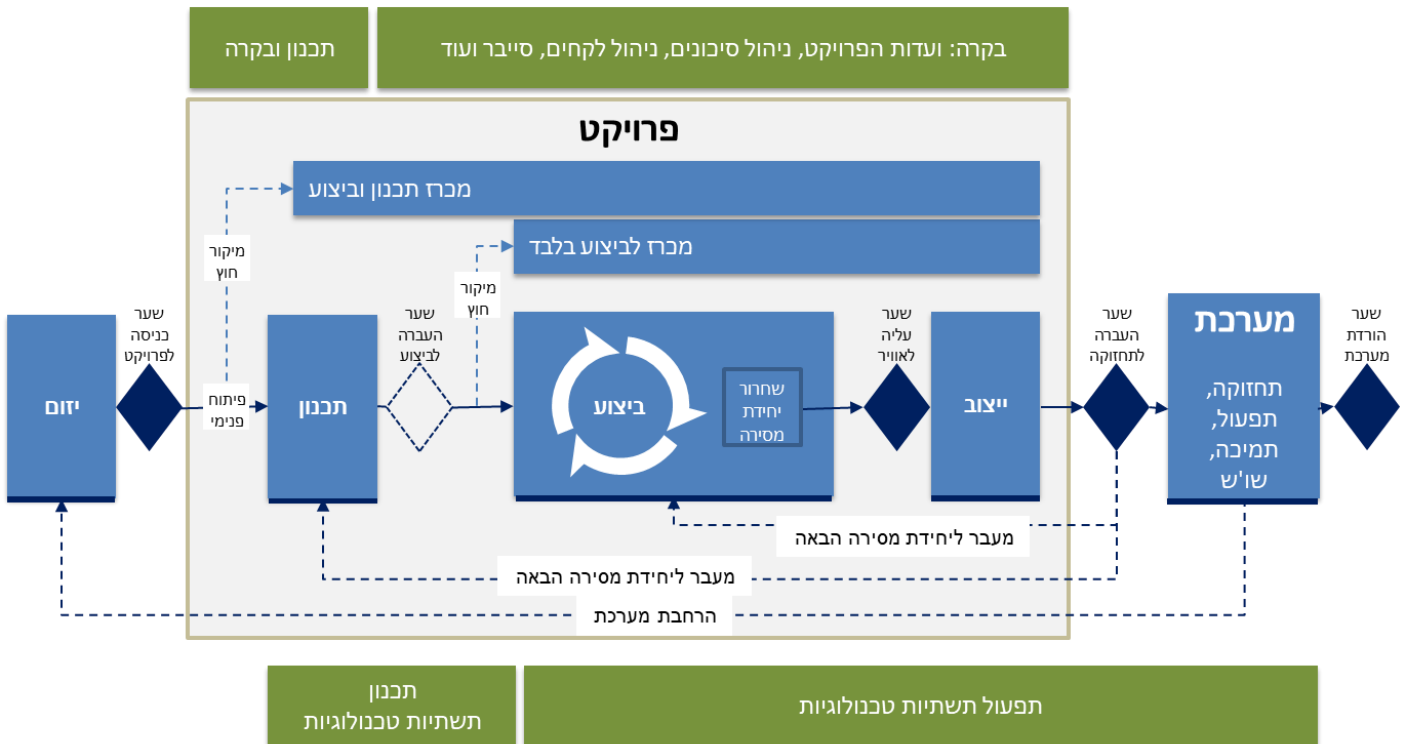 תכנון ובקרה
בקרה: ועדות הפרויקט, ניהול סיכונים, ניהול לקחים, סייבר ועוד
פרויקט
מכרז תכנון וביצוע
מכרז לביצוע בלבד
מיקור
חוץ
מיקור
חוץ
יזום
שער
כניסה
לפרויקט
פיתוח
פנימי
תכנון
שער
העברה
לביצוע
ביצוע
שחרור
יחידת
מסירה
שער
עליה
לאוויר
ייצוב
שער
העברה
לתחזוקה
מערכת
תחזוקה,
תפעול,
תמיכה,
שו'ש
שער
הורדת
מערכת
מעבר ליחידת מסירה הבאה
מעבר ליחידת מסירה הבאה
הרחבת מערכת
תכנון
תשתיות טכנולוגיות
תפעול תשתיות טכנולוגיות